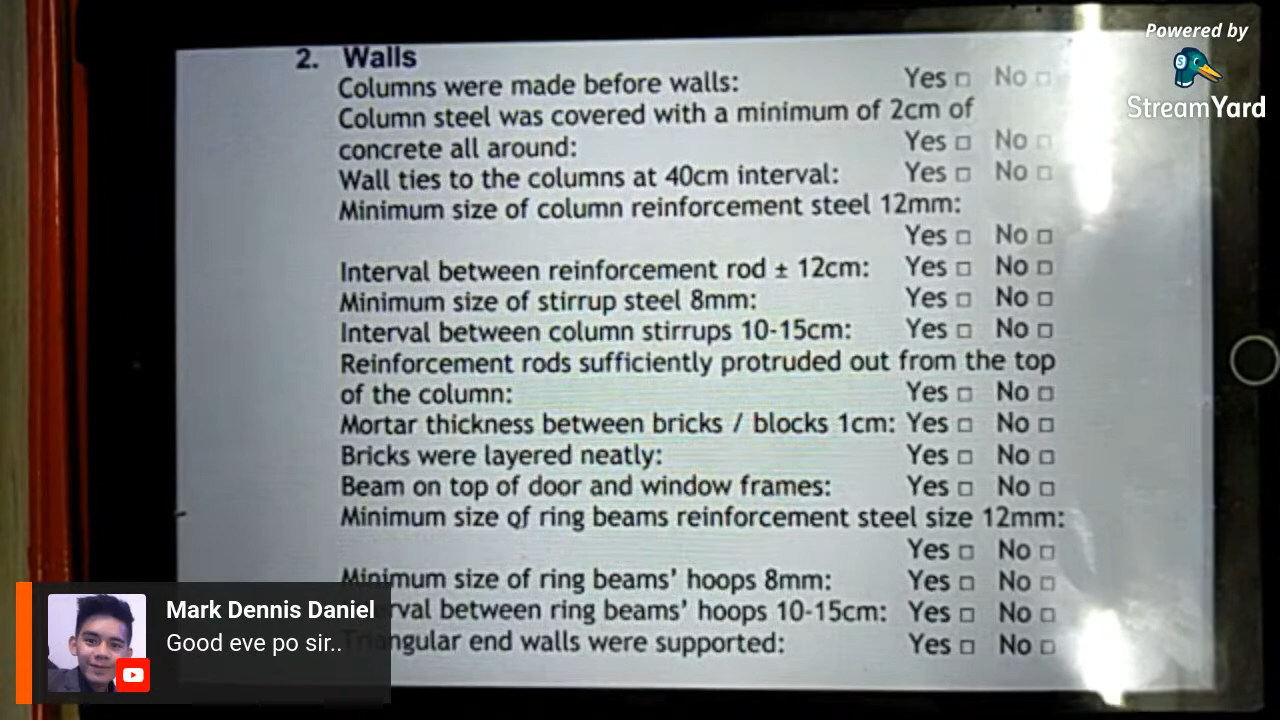 Powered by
StreamYard
2. Walls
Columns were made before walls: Yes □ No □
Column steel was covered with a minimum of 2cm of
concrete all around: Yes □ No □
Wall ties to the columns at 40cm interval: Yes □ No □
Minimum size of column reinforcement steel 12mm:
Yes □ No □
Interval between reinforcement rod ± 12cm: Yes □ No □
Minimum size of stirrup steel 8mm: Yes □ No □
Interval between column stirrups 10-15cm: Yes □ No □
Reinforcement rods sufficiently protruded out from the top
of the column: Yes □ No □
Mortar thickness between bricks / blocks 1cm: Yes □ No □
Bricks were layered neatly: Yes □ No □
Beam on top of door and window frames: Yes □ No □
Minimum size of ring beams reinforcement steel size 12mm:
Yes □ No □
Minimum size of ring beams’ hoops 8mm: Yes □ No □
rval between ring beams’ hoops 10-15cm: Yes □ No □
Triangular end walls were supported: Yes □ No □
Mark Dennis Daniel
Good eve po sir..